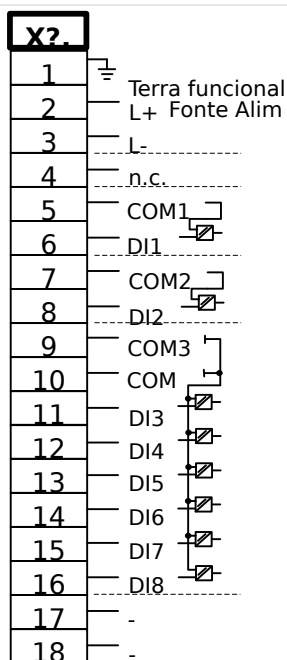 X?.
1
Terra funcional
2 L+ Fonte Alim
3 L-
4 n.c.
5 COM1
6 DI1
7 COM2
8 DI2
9 COM3
10 COM
11 DI3
12 DI4
13 DI5
14 DI6
15 DI7
16 DI8
17 -
18 -